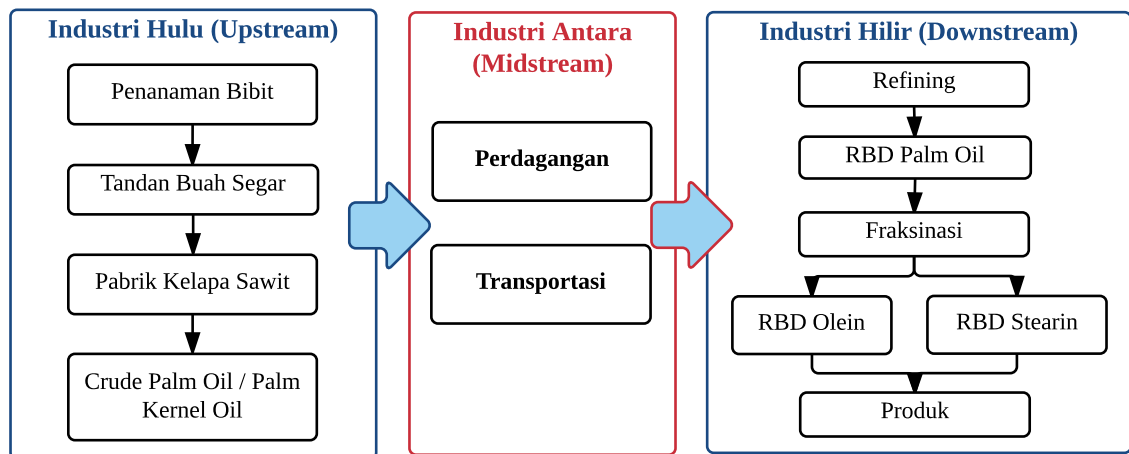 Industri Hulu (Upstream)
Penanaman Bibit
Tandan Buah Segar
Pabrik Kelapa Sawit
Crude Palm Oil / Palm
Kernel Oil
Industri Antara
(Midstream)
Perdagangan
Transportasi
Industri Hilir (Downstream)
Refining
RBD Palm Oil
Fraksinasi
RBD Olein
RBD Stearin
Produk